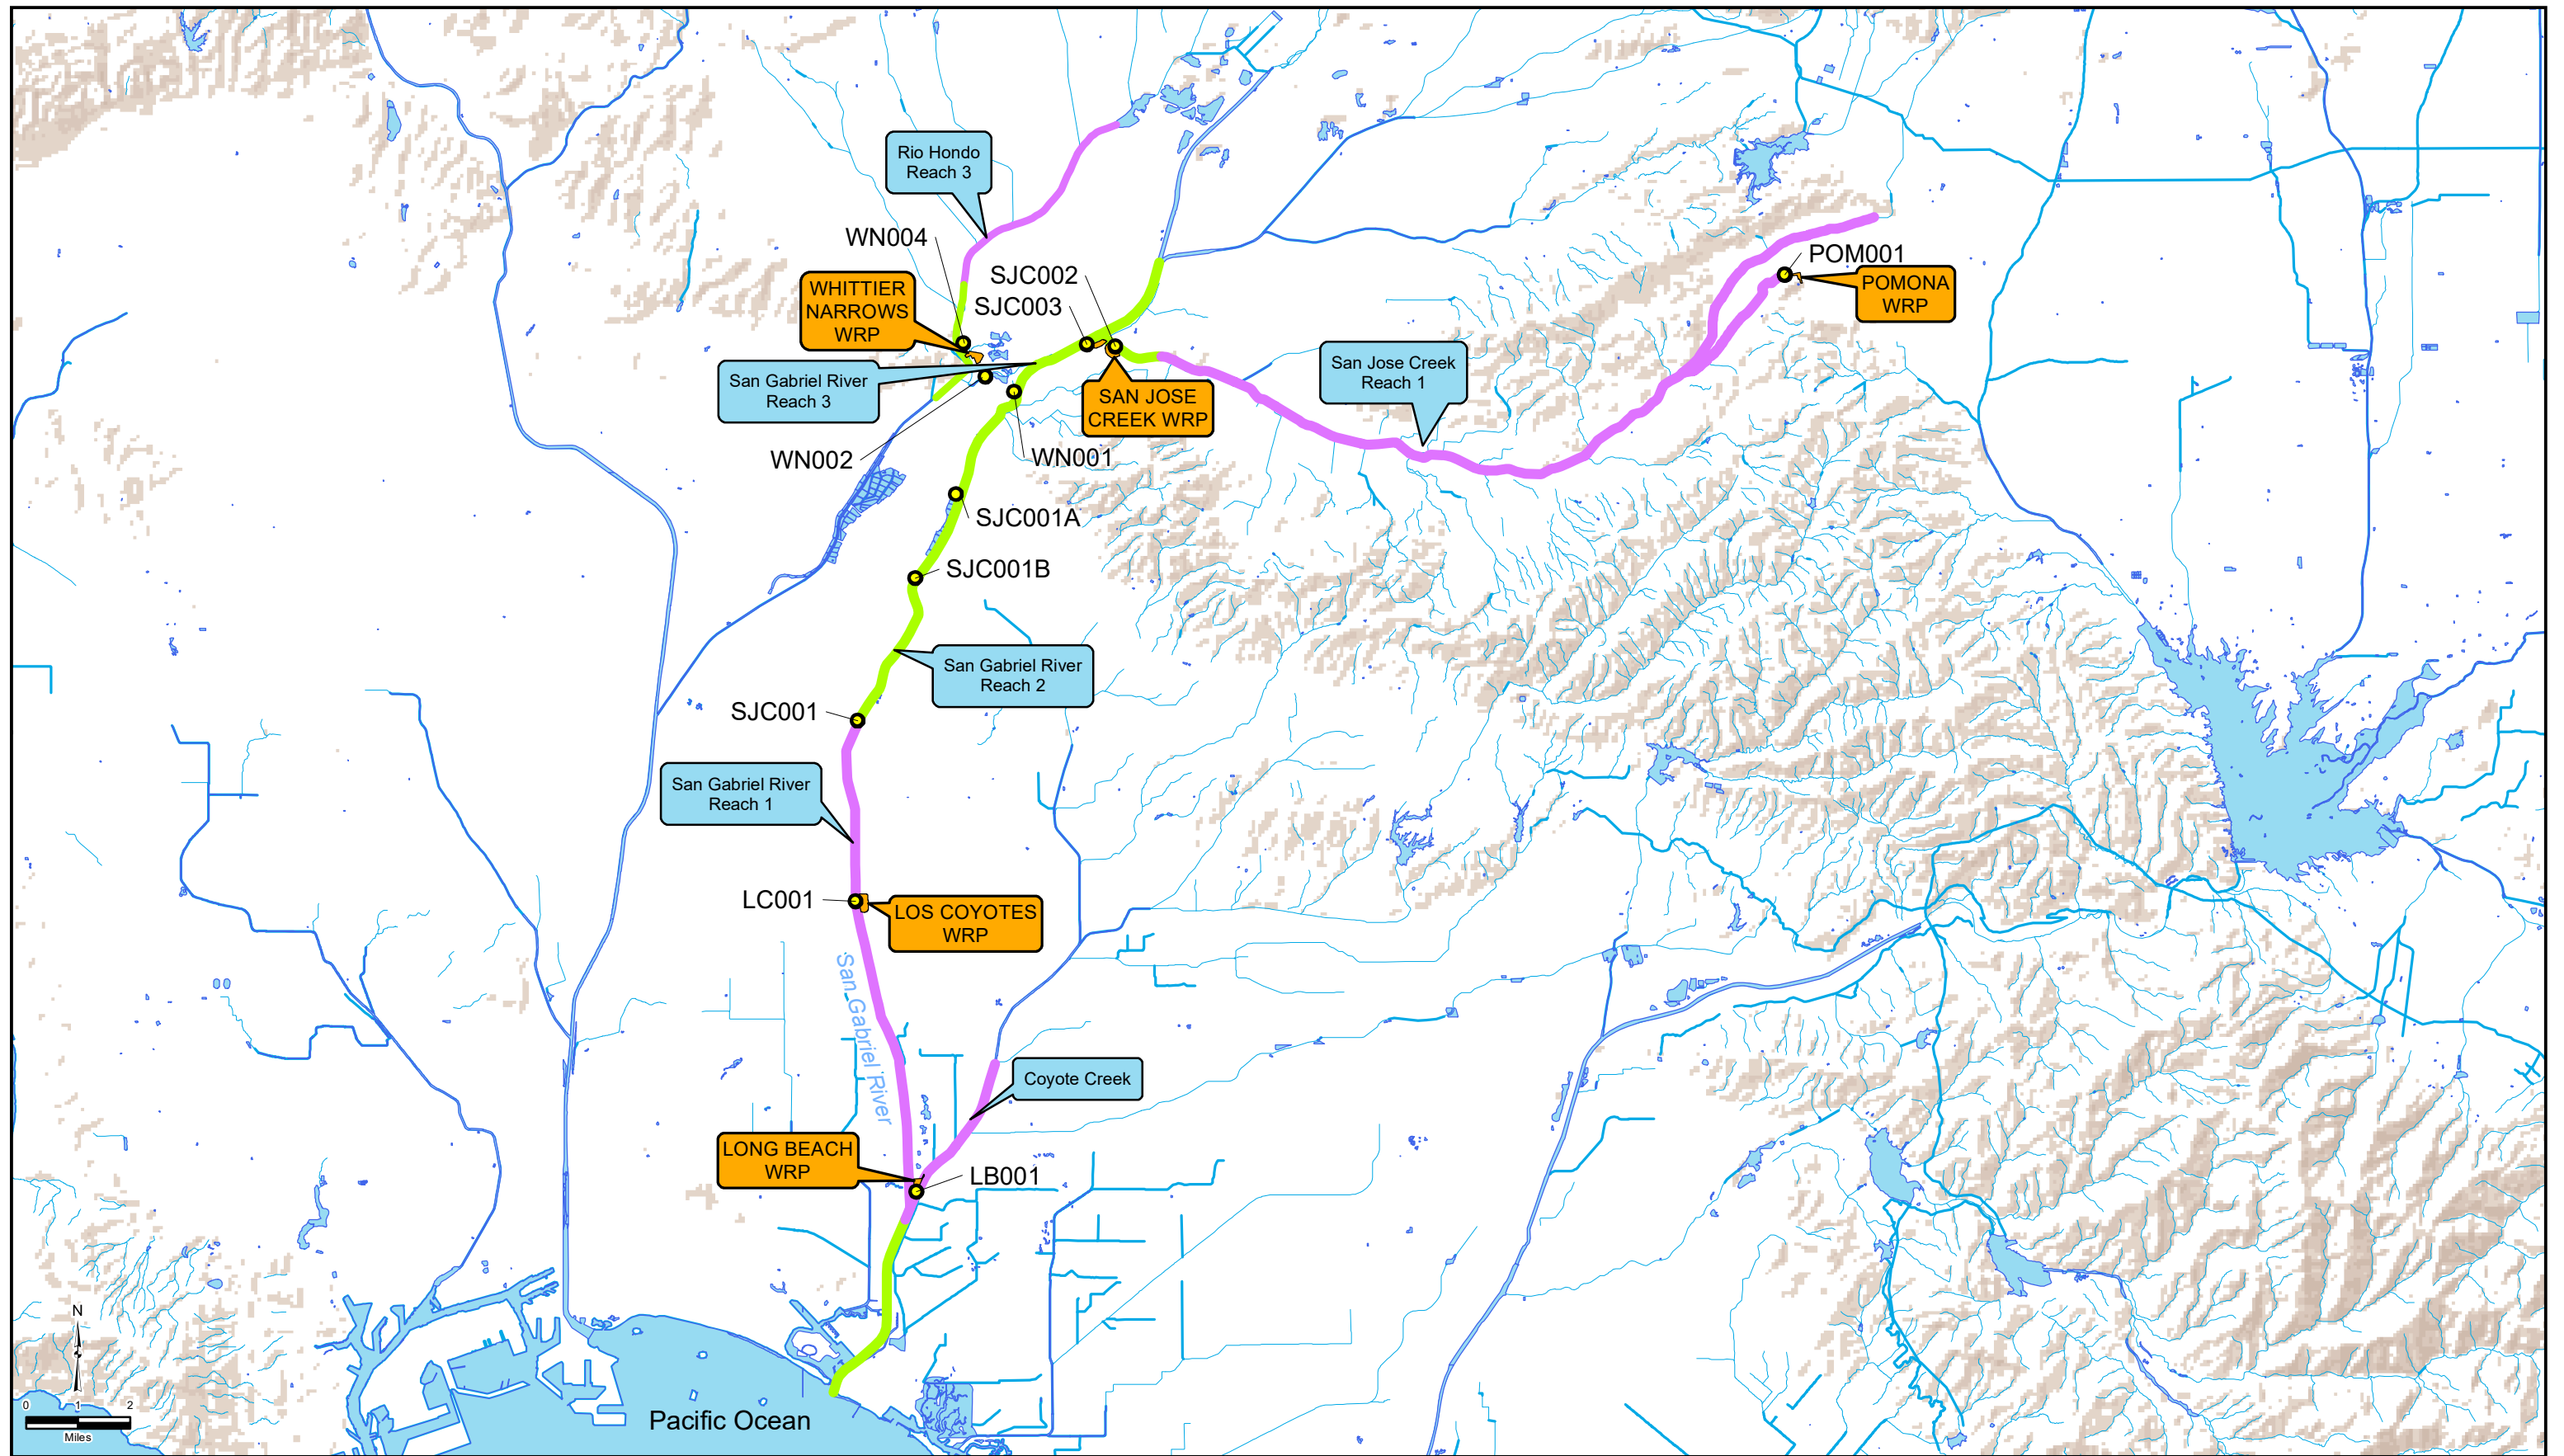 Rio Hondo
Reach 3
WN004
SJC002
POM001
WHITTIER
NARROWS
WRP
SJC003
POMONA
WRP
San Gabriel River
Reach 3
San Jose Creek
Reach 1
SAN JOSE
CREEK WRP
WN002
WN001
SJC001A
SJC001B
San Gabriel River
Reach 2
SJC001
San Gabriel River
Reach 1
LC001
LOS COYOTES
WRP
San Gabriel River
Coyote Creek
LONG BEACH
WRP
LB001
N
0 1 2
Miles
Pacific Ocean